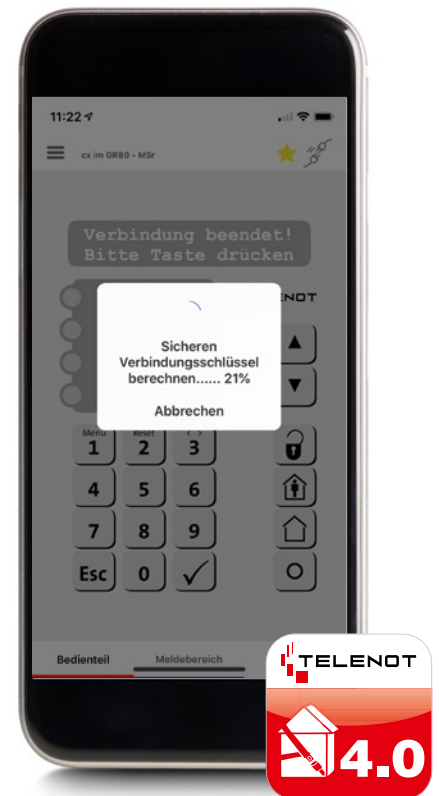 11:22
cx im GR80 - MSr
Verbindung beendet!
Bitte Taste drücken
ENOT
Sicheren
Verbindungsschlüssel
berechnen...... 21%
Abbrechen
Menu Reset < >
1 2 3
4 5 6
7 8 9
Esc 0
Bedienteil Meldebereich
TELENOT
4.0